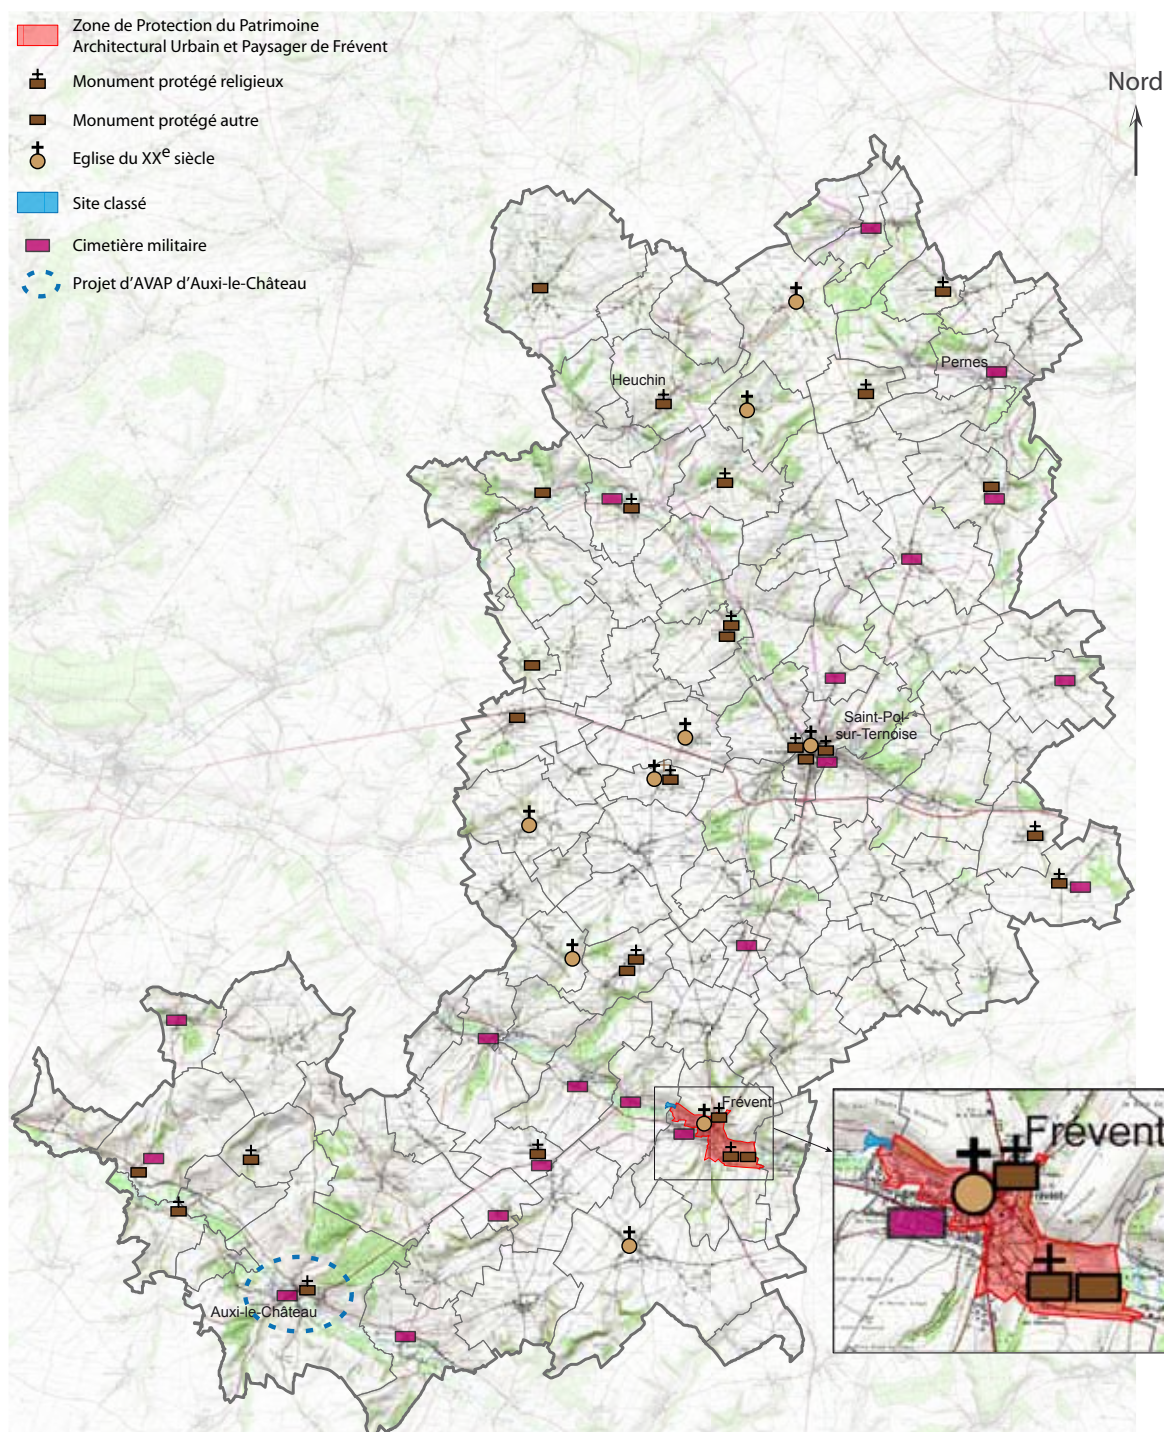 Zone de Protection du Patrimoine
Architectural Urbain et Paysager de Frévent
Monument protégé religieux
Monument protégé autre
Eglise du XXe siècle
Site classé
Cimetière militaire
Projet d'AVAP d'Auxi-le-Château
Nord
Pernes
Heuchin
Saint-Pol-
sur-Ternoise
Frévent
Frévent
Auxi-le-Château